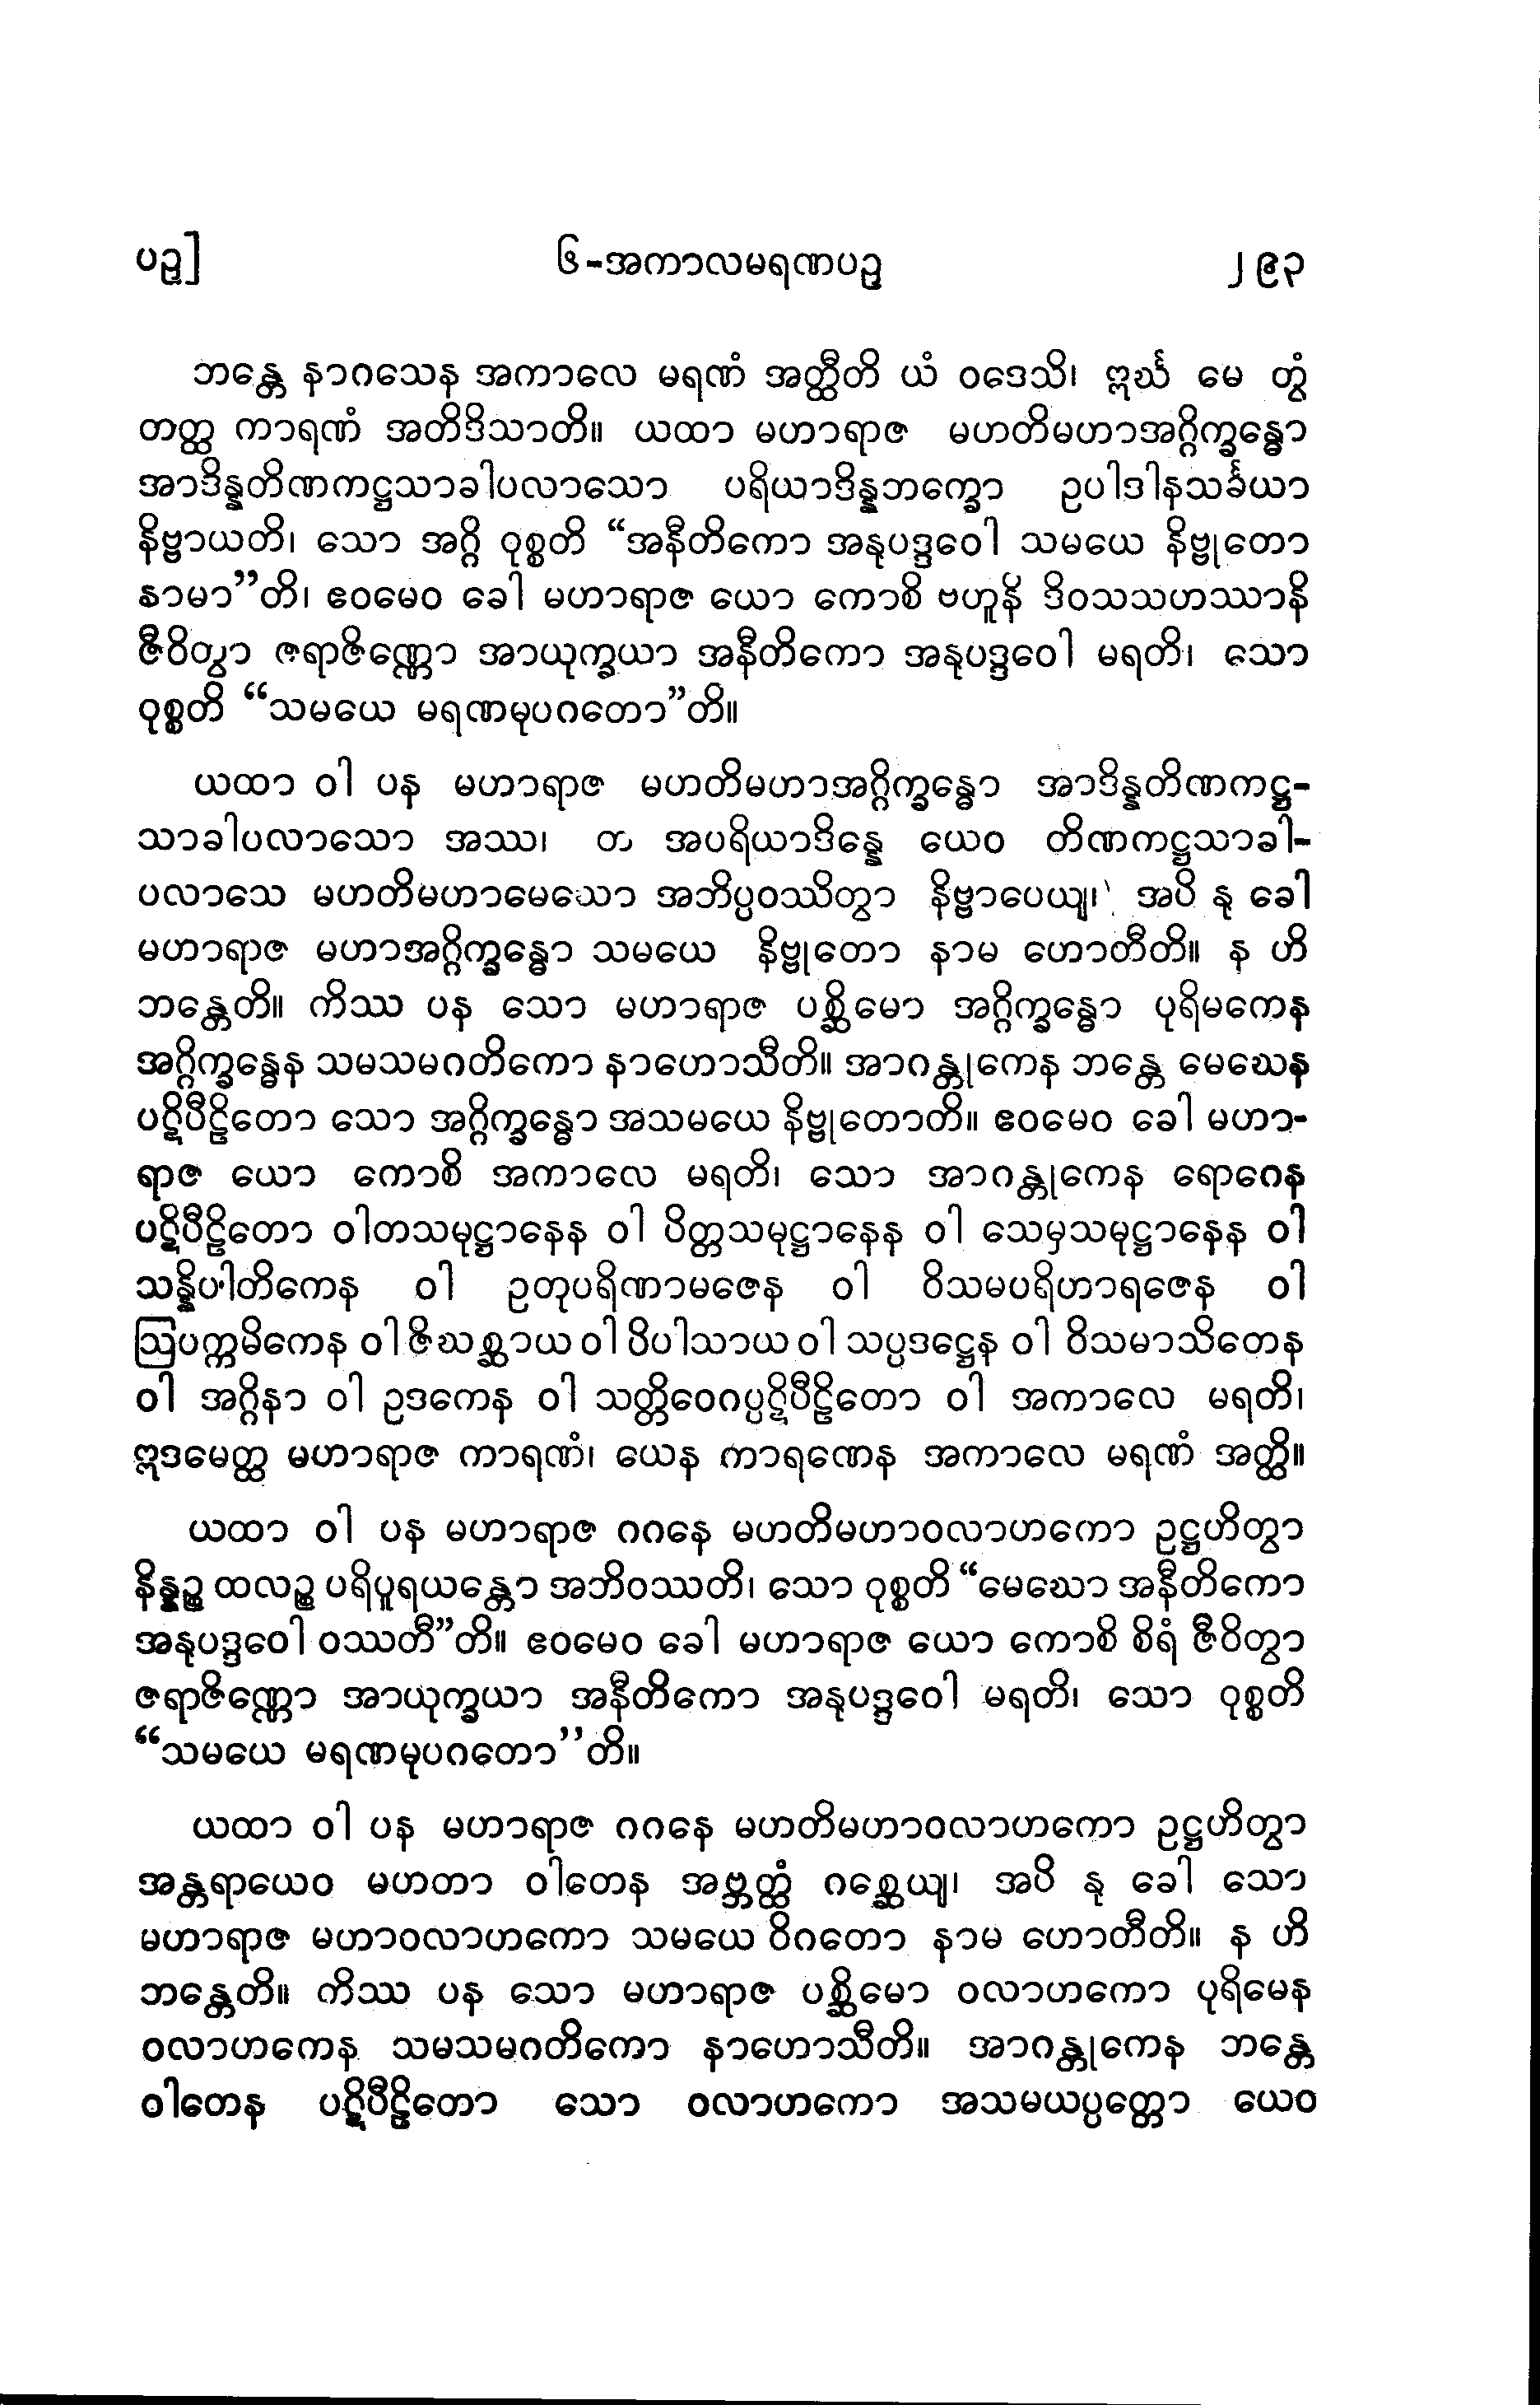 ပဥှ]
၆-အကာလမရဏပဥှ
၂၉၃
ဘန္တေ နာဂသေန အကာလေ မရဏံ အတ္ထီတိ ယံ ဝဒေသိ၊ ဣင်္ဃ မေ တွံ
တတ္ထ ကာရဏံ အတိဒိသာတိ။ ယထာ မဟာရာဇ မဟတိမဟာအဂ္ဂိက္ခန္ဓော
အာဒိန္နတိဏကဋ္ဌသာခါပလာသော ပရိယာဒိန္နဘက္ခော ဥပါဒါနသင်္ခယာ
နိဗ္ဗာယတိ၊ သော အဂ္ဂိ ဝုစ္စတိ “အနီတိကော အနုပဒ္ဒဝေါ သမယေ နိဗ္ဗုတော
နာမာ”တိ၊ ဧဝမေဝ ခေါ မဟာရာဇ ယော ကောစိ ဗဟူနိ ဒိဝသသဟဿာနိ
ဇီဝိတွာ ဇရာဇိဏ္ဏော အာယုက္ခယာ အနီတိကော အနုပဒ္ဒဝေါ မရတိ၊ သော
ဝုစ္စတိ “သမယေ မရဏမုပဂတော”တိ။
ယထာ ဝါ ပန မဟာရာဇ မဟတိမဟာအဂ္ဂိက္ခန္ဓော အာဒိန္နတိဏကဋ္ဌ-
သာခါပလာသော အဿ၊ တ အပရိယာဒိန္နေ ယေဝ တိဏကဋ္ဌသာခါ-
ပလာသေ မဟတိမဟာမေဃော အဘိပ္ပဝဿိတွာ နိဗ္ဗာပေယျ၊ အပိ နု ခေါ
မဟာရာဇ မဟာအဂ္ဂိက္ခန္ဓော သမယေ နိဗ္ဗုတော နာမ ဟောတီတိ။ န ဟိ
ဘန္တေတိ။ ကိဿ ပန သော မဟာရာဇ ပစ္ဆိမော အဂ္ဂိက္ခန္ဓော ပုရိမကေန
အဂ္ဂိက္ခန္ဓေန သမသမဂတိကော နာဟောသီတိ။ အာဂန္တုကေန ဘန္တေ မေဃေန
ပဋိပီဠိတော သော အဂ္ဂိက္ခန္ဓော အသမယေ နိဗ္ဗုတောတိ။ ဧဝမေဝ ခေါ မဟာ-
ရာဇ ယော ကောစိ အကာလေ မရတိ၊ သော အာဂန္တုကေန ရောဂေန
ပဋိပီဠိတော ဝါတသမုဋ္ဌာနေန ဝါ ပိတ္တသမုဋ္ဌာနေန ဝါ သေမှသမုဋ္ဌာနေန ဝါ
သန္နိပါတိကေန ဝါ ဥတုပရိဏာမဇေန ဝါ ဝိသမပရိဟာရဇေန ဝါ
ဩပက္ကမိကေန ဝါ ဇိဃစ္ဆာယ ဝါ ပိပါသာယ ဝါ သပ္ပဒဋ္ဌေန ဝါ ဝိသမာသိတေန
ဝါ အဂ္ဂိနာ ဝါ ဥဒကေန ဝါ သတ္တိဝေဂပ္ပဋိပီဠိတော ဝါ အကာလေ မရတိ၊
ဣဒမေတ္ထ မဟာရာဇ ကာရဏံ၊ ယေန ကာရဏေန အကာလေ မရဏံ အတ္ထိ။
ယထာ ဝါ ပန မဟာရာဇ ဂဂနေ မဟတိမဟာဝလာဟကော ဥဋ္ဌဟိတွာ
နိန္နဉ္စ ထလဉ္စ ပရိပူရယန္တော အဘိဝဿတိ၊ သော ဝုစ္စတိ “မေဃော အနီတိကော
အနုပဒ္ဒဝေါ ဝဿတီ”တိ။ ဧဝမေဝ ခေါ မဟာရာဇ ယော ကောစိ စိရံ ဇီဝိတွာ
ဇရာဇိဏ္ဏော အာယုက္ခယာ အနီတိကော အနုပဒ္ဒဝေါ မရတိ၊ သော ဝုစ္စတိ
“သမယေ မရဏမုပဂတော”တိ။
ယထာ ဝါ ပန မဟာရာဇ ဂဂနေ မဟတိမဟာဝလာဟကော ဥဋ္ဌဟိတွာ
အန္တရာယေဝ မဟတာ ဝါတေန အဗ္ဘတ္ထံ ဂစ္ဆေယျ၊ အပိ နု ခေါ သော
မဟာရာဇ မဟာဝလာဟကော သမယေ ဝိဂတော နာမ ဟောတီတိ။ န ဟိ
ဘန္တေတိ။ ကိဿ ပန သော မဟာရာဇ ပစ္ဆိမော ဝလာဟကော ပုရိမေန
ဝလာဟကေန သမသမဂတိကော နာဟောသီတိ။ အာဂန္တုကေန ဘန္တေ
ဝါတေန ပဋိပီဠိတော သော ဝလာဟကော အသမယပ္ပတ္တော ယေဝ